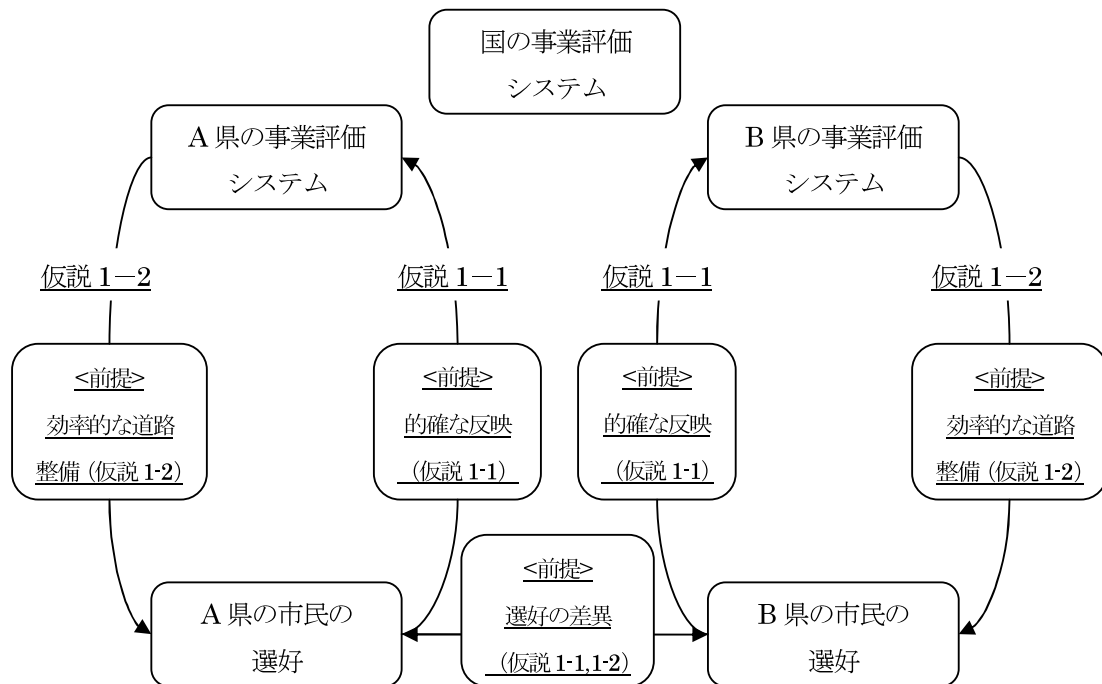 国の事業評価
システム
A 県の事業評価
システム
B 県の事業評価
システム
仮説 1－2
仮説 1－1
仮説 1－1
仮説 1－2
<前提>
効率的な道路
整備（仮説 1-2）
<前提>
的確な反映
（仮説 1-1）
<前提>
的確な反映
（仮説 1-1）
<前提>
効率的な道路
整備（仮説 1-2）
<前提>
選好の差異
（仮説 1-1,1-2）
A 県の市民の
選好
B 県の市民の
選好